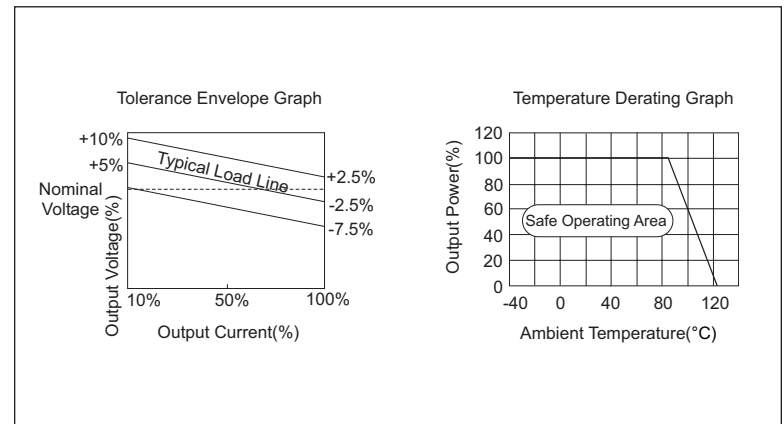 Tolerance Envelope Graph
+10%
+5%
Nominal
Voltage
Output Voltage(%)
Typical Load Line
+2.5%
-2.5%
-7.5%
10% 50% 100%
Output Current(%)
Temperature Derating Graph
Output Power(%)
120
100
80
60
40
20
0
Safe Operating Area
-40 0 40 80 120
Ambient Temperature(°C)